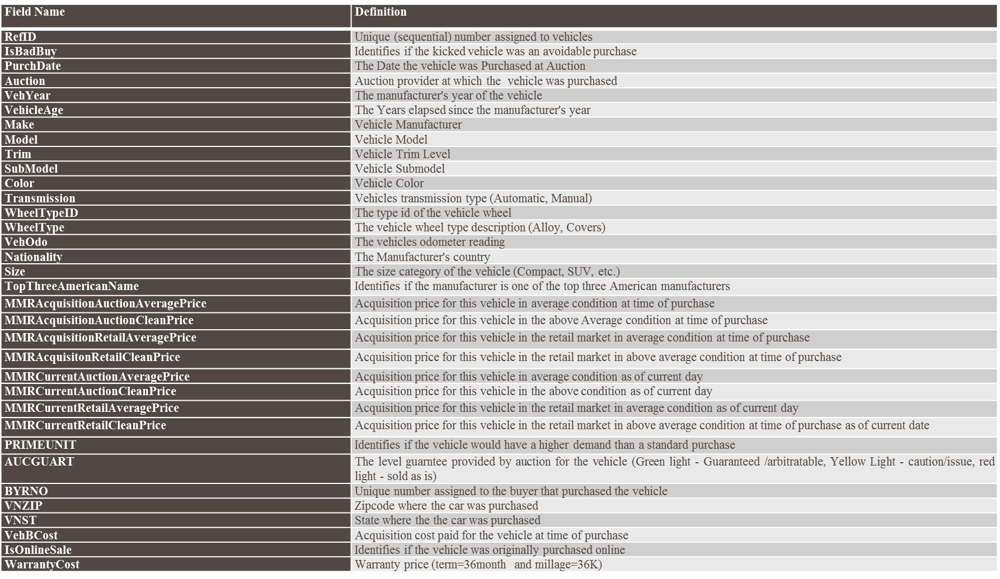 Field Name Definition
RefID Unique (sequential) number assigned to vehicles
IsBadBuy Identifies if the kicked vehicle was an avoidable purchase
PurchDate The Date the vehicle was Purchased at Auction
Auction Auction provider at which the vehicle was purchased
VehYear The manufacturer's year of the vehicle
VehicleAge The Years elapsed since the manufacturer's year
Make Vehicle Manufacturer
Model Vehicle Model
Trim Vehicle Trim Level
SubModel Vehicle Submodel
Color Vehicle Color
Transmission Vehicles transmission type (Automatic, Manual)
WheelTypeID The type id of the vehicle wheel
WheelType The vehicle wheel type description (Alloy, Covers)
VehOdo The vehicles odometer reading
Nationality The Manufacturer's country
Size The size category of the vehicle (Compact, SUV, etc.)
TopThreeAmericanName Identifies if the manufacturer is one of the top three American manufacturers
MMRAcquisitionAuctionAveragePrice Acquisition price for this vehicle in average condition at time of purchase
MMRAcquisitionAuctionCleanPrice Acquisition price for this vehicle in the above Average condition at time of purchase
MMRAcquisitionRetailAveragePrice Acquisition price for this vehicle in the retail market in average condition at time of purchase
MMRAcquisitonRetailCleanPrice Acquisition price for this vehicle in the retail market in above average condition at time of purchase
MMRCurrentAuctionAveragePrice Acquisition price for this vehicle in average condition as of current day
MMRCurrentAuctionCleanPrice Acquisition price for this vehicle in the above condition as of current day
MMRCurrentRetailAveragePrice Acquisition price for this vehicle in the retail market in average condition as of current day
MMRCurrentRetailCleanPrice Acquisition price for this vehicle in the retail market in above average condition at time of purchase as of current date
PRIMEUNIT Identifies if the vehicle would have a higher demand than a standard purchase
AUCGUART The level guarntee provided by auction for the vehicle (Green light - Guaranteed /arbitratable, Yellow Light - caution/issue, red
light - sold as is)
BYRNO Unique number assigned to the buyer that purchased the vehicle
VNZIP Zipcode where the car was purchased
VNST State where the the car was purchased
VehBCost Acquisition cost paid for the vehicle at time of purchase
IsOnlineSale Identifies if the vehicle was originally purchased online
WarrantyCost Warranty price (term=36month and millage=36K)